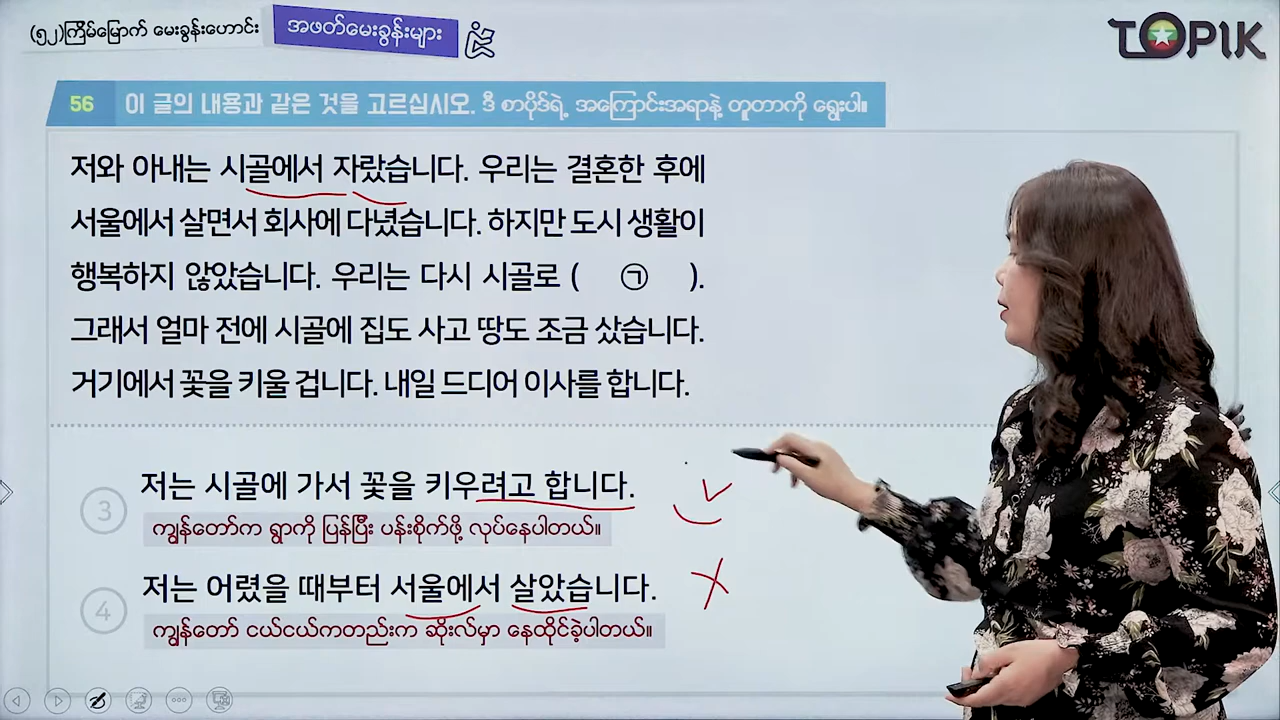 (၅၂)ကြိမ်မြောက် မေးခွန်းဟောင်း
အဖတ်မေးခွန်းများ
TOPIK
56 이 글의 내용과 같은 것을 고르십시오. ဒီ စာပိုဒ်ရဲ့ အကြောင်းအရာနဲ့ တူတာကို ရွေးပါ။
저와 아내는 시골에서 자랐습니다. 우리는 결혼한 후에
서울에서 살면서 회사에 다녔습니다. 하지만 도시 생활이
행복하지 않았습니다. 우리는 다시 시골로 ( ㉠ ).
그래서 얼마 전에 시골에 집도 사고 땅도 조금 샀습니다.
거기에서 꽃을 키울 겁니다. 내일 드디어 이사를 합니다.
③ 저는 시골에 가서 꽃을 키우려고 합니다.
ကျွန်တော်က ရွာကို ပြန်ပြီး ပန်းစိုက်ဖို့ လုပ်နေပါတယ်။
④ 저는 어렸을 때부터 서울에서 살았습니다.
ကျွန်တော် ငယ်ငယ်ကတည်းက ဆိုးလ်မှာ နေထိုင်ခဲ့ပါတယ်။